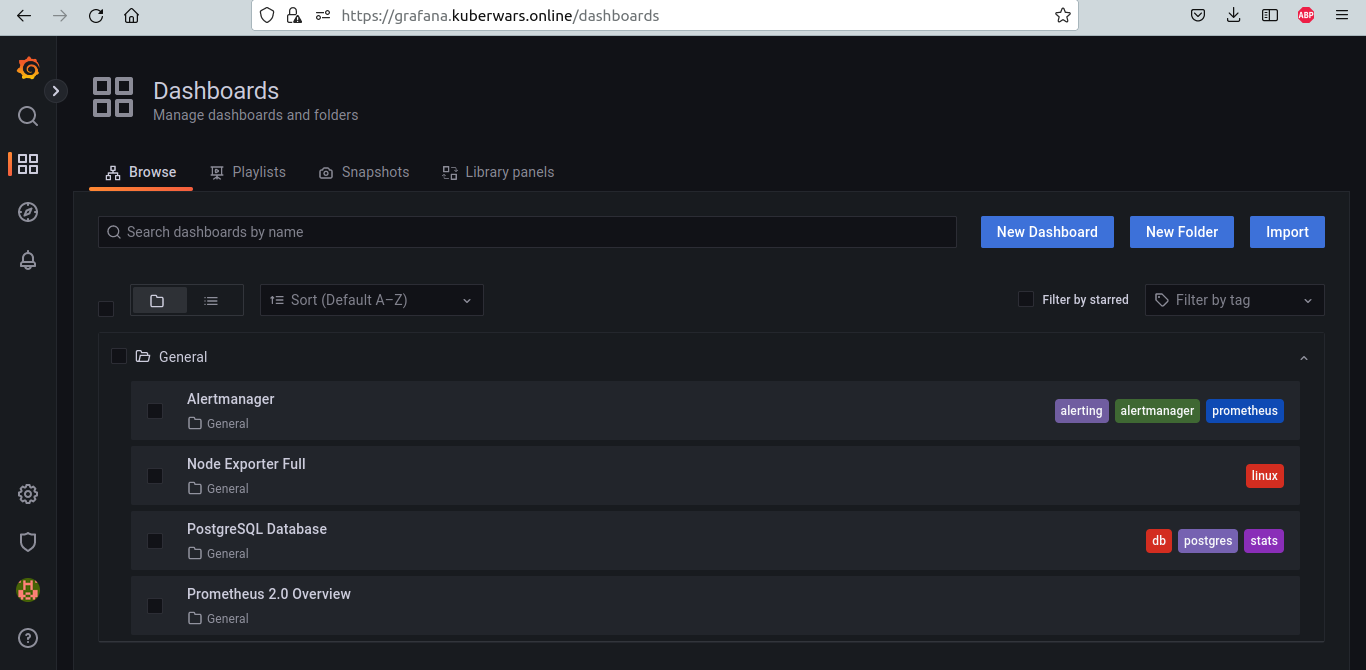 https://grafana.kuberwars.online/dashboards
ABP
Dashboards
Manage dashboards and folders
Browse Playlists Snapshots Library panels
Search dashboards by name New Dashboard New Folder Import
Sort (Default A–Z) Filter by starred Filter by tag
General
Alertmanager
General
alerting alertmanager prometheus
Node Exporter Full
General
linux
PostgreSQL Database
General
db postgres stats
Prometheus 2.0 Overview
General